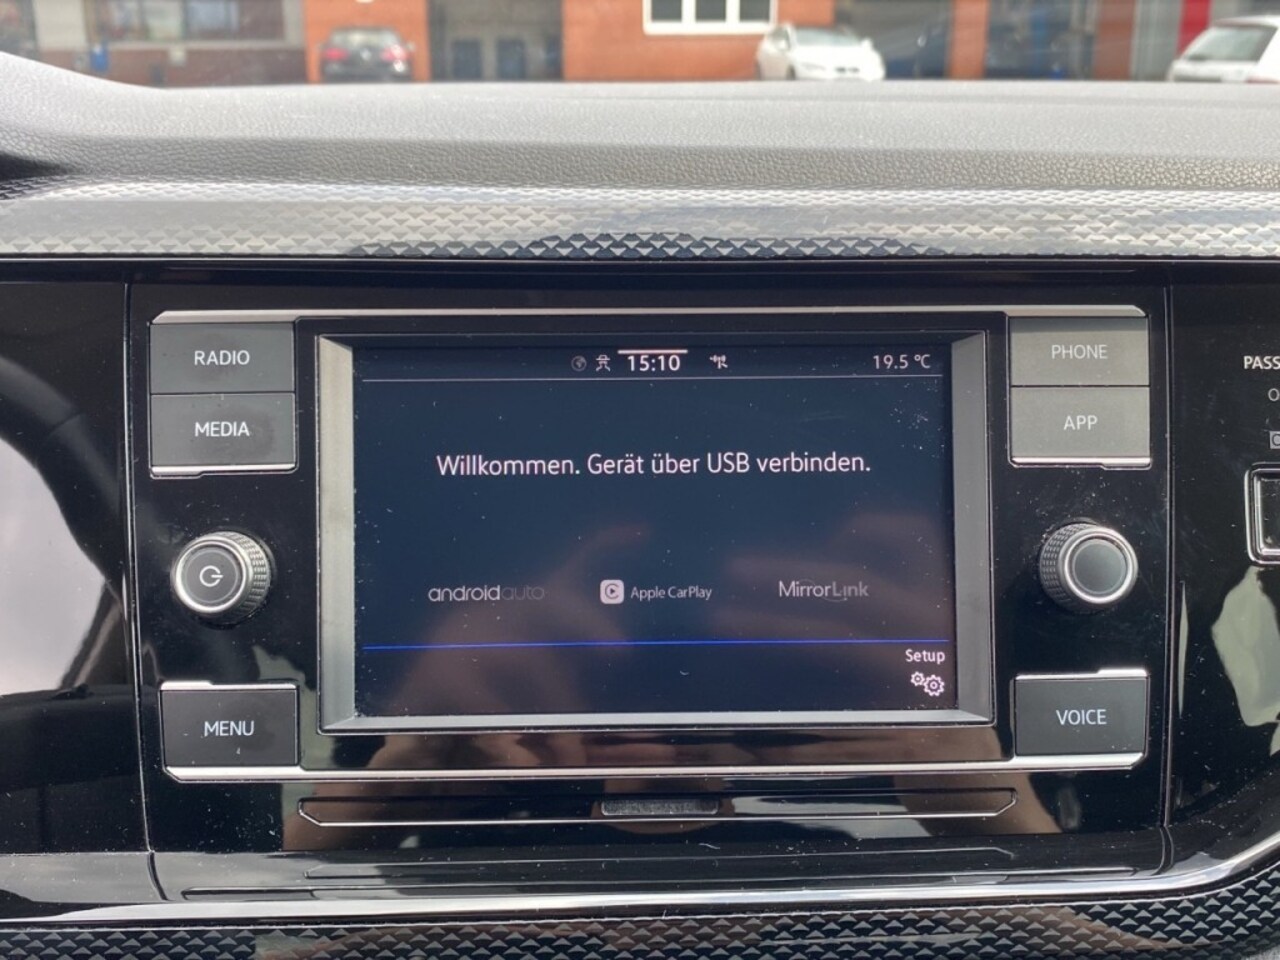 RADIO
MEDIA
MENU
15:10
19.5 °C
Willkommen. Gerät über USB verbinden.
androidauto
Apple CarPlay
MirrorLink
Setup
PHONE
APP
VOICE
PASS